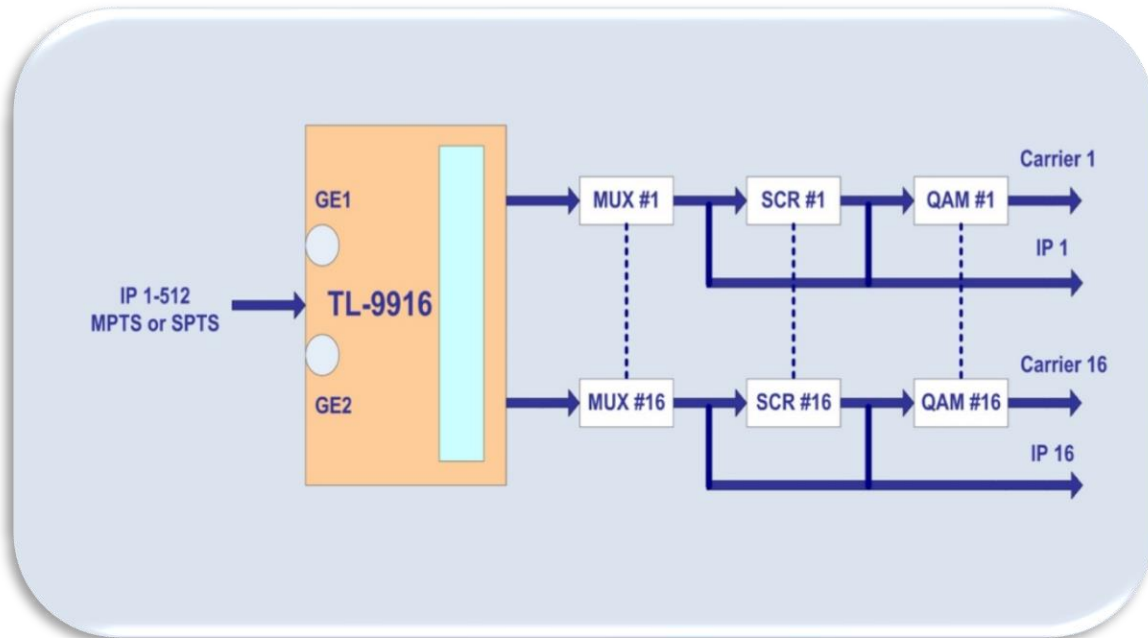 GE1
IP 1-512
MPTS or SPTS
TL-9916
GE2
MUX #1
SCR #1
QAM #1
Carrier 1
IP 1
MUX #16
SCR #16
QAM #16
Carrier 16
IP 16